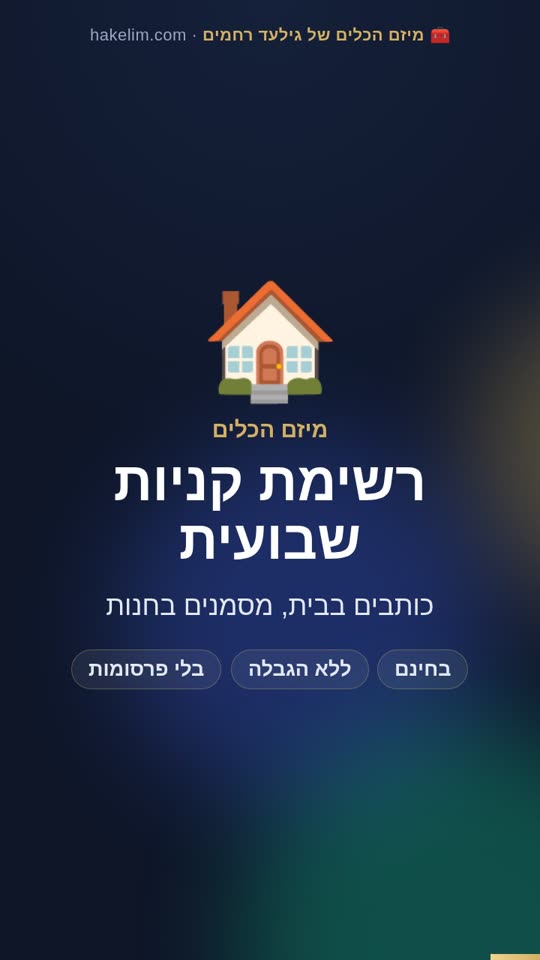 🧰 מיזם הכלים של גילעד רחמים · hakelim.com
מיזם הכלים
רשימת קניות
שבועית
כותבים בבית, מסמנים בחנות
בחינם
ללא הגבלה
בלי פרסומות